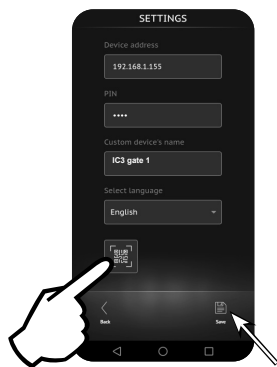 SETTINGS
Device address
192.168.1.155
PIN
••••
Custom device's name
IC3 gate 1
Select language
English
Back Save